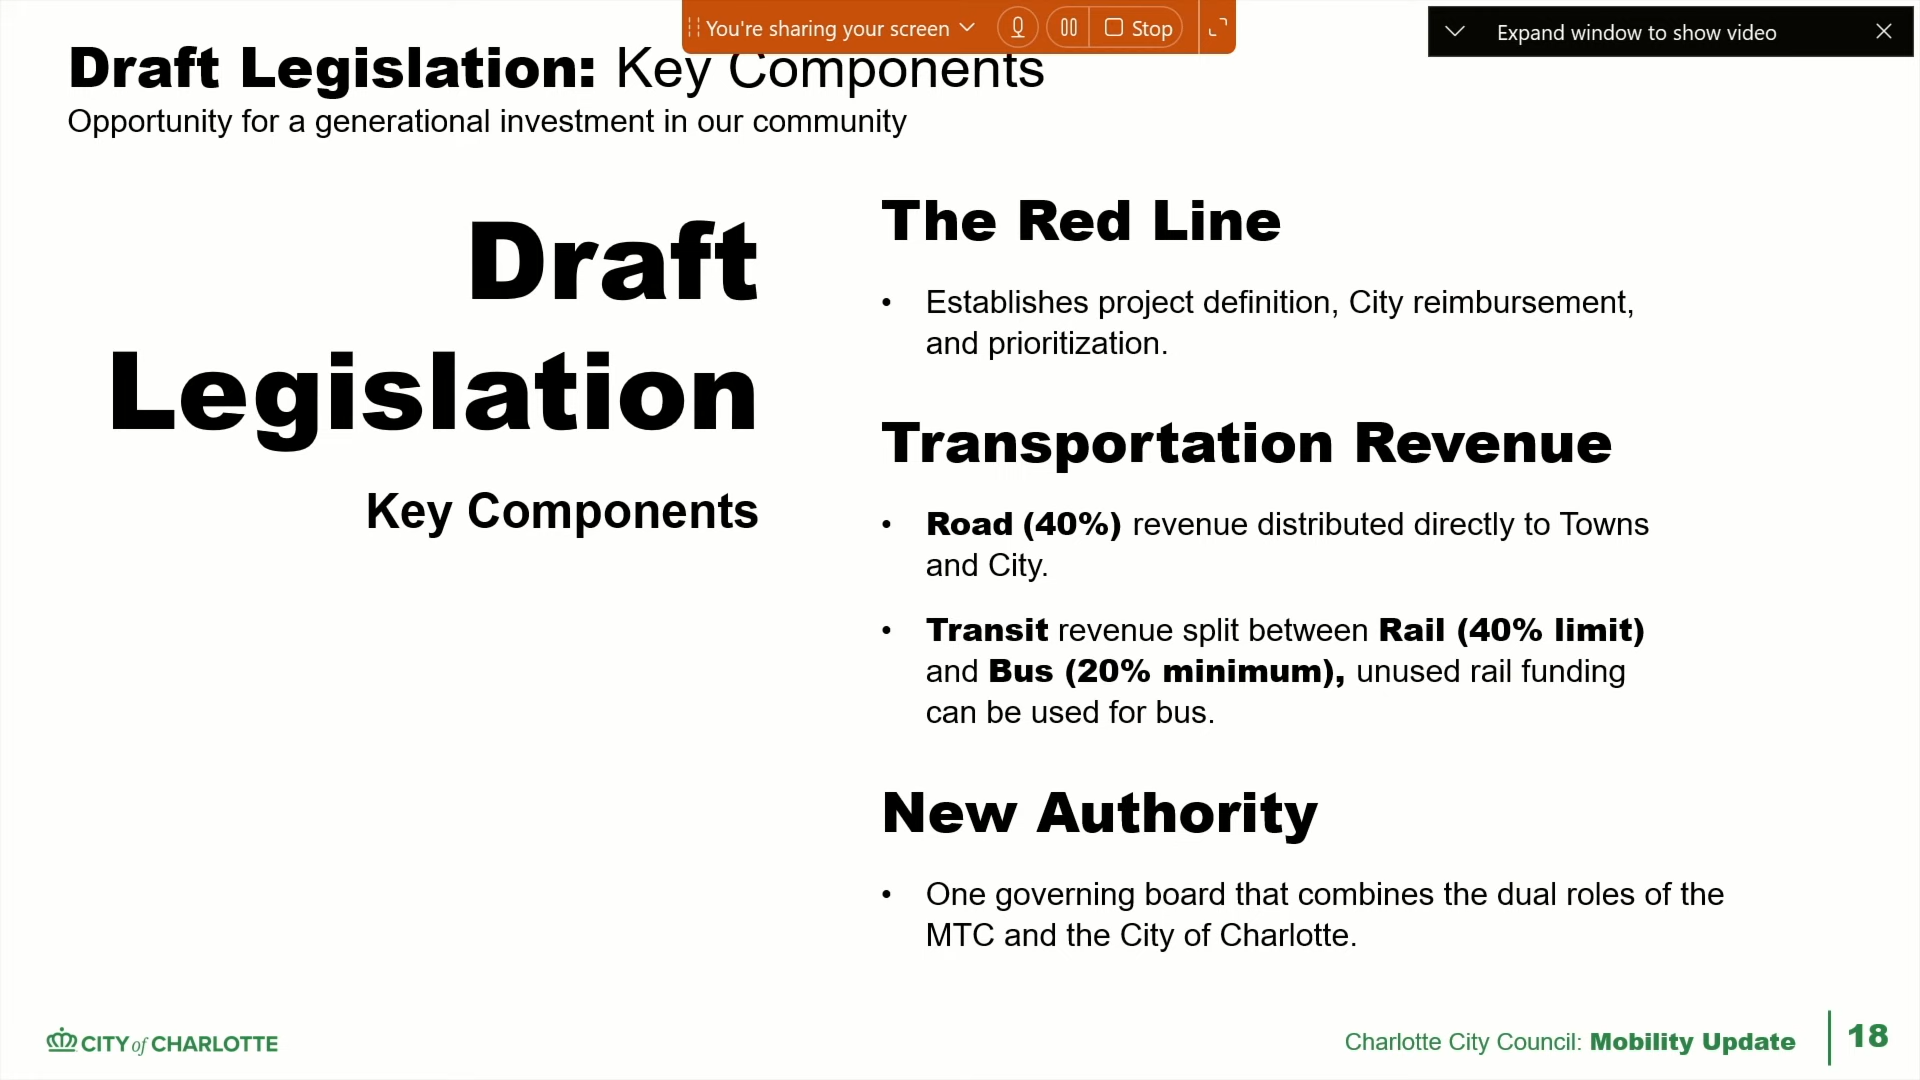 You're sharing your screen
Stop
Expand window to show video
Draft Legislation: Key Components
Opportunity for a generational investment in our community
Draft
Legislation
Key Components
The Red Line
• Establishes project definition, City reimbursement,
and prioritization.
Transportation Revenue
• Road (40%) revenue distributed directly to Towns
and City.
• Transit revenue split between Rail (40% limit)
and Bus (20% minimum), unused rail funding
can be used for bus.
New Authority
• One governing board that combines the dual roles of the
MTC and the City of Charlotte.
CITY of CHARLOTTE
Charlotte City Council: Mobility Update
18